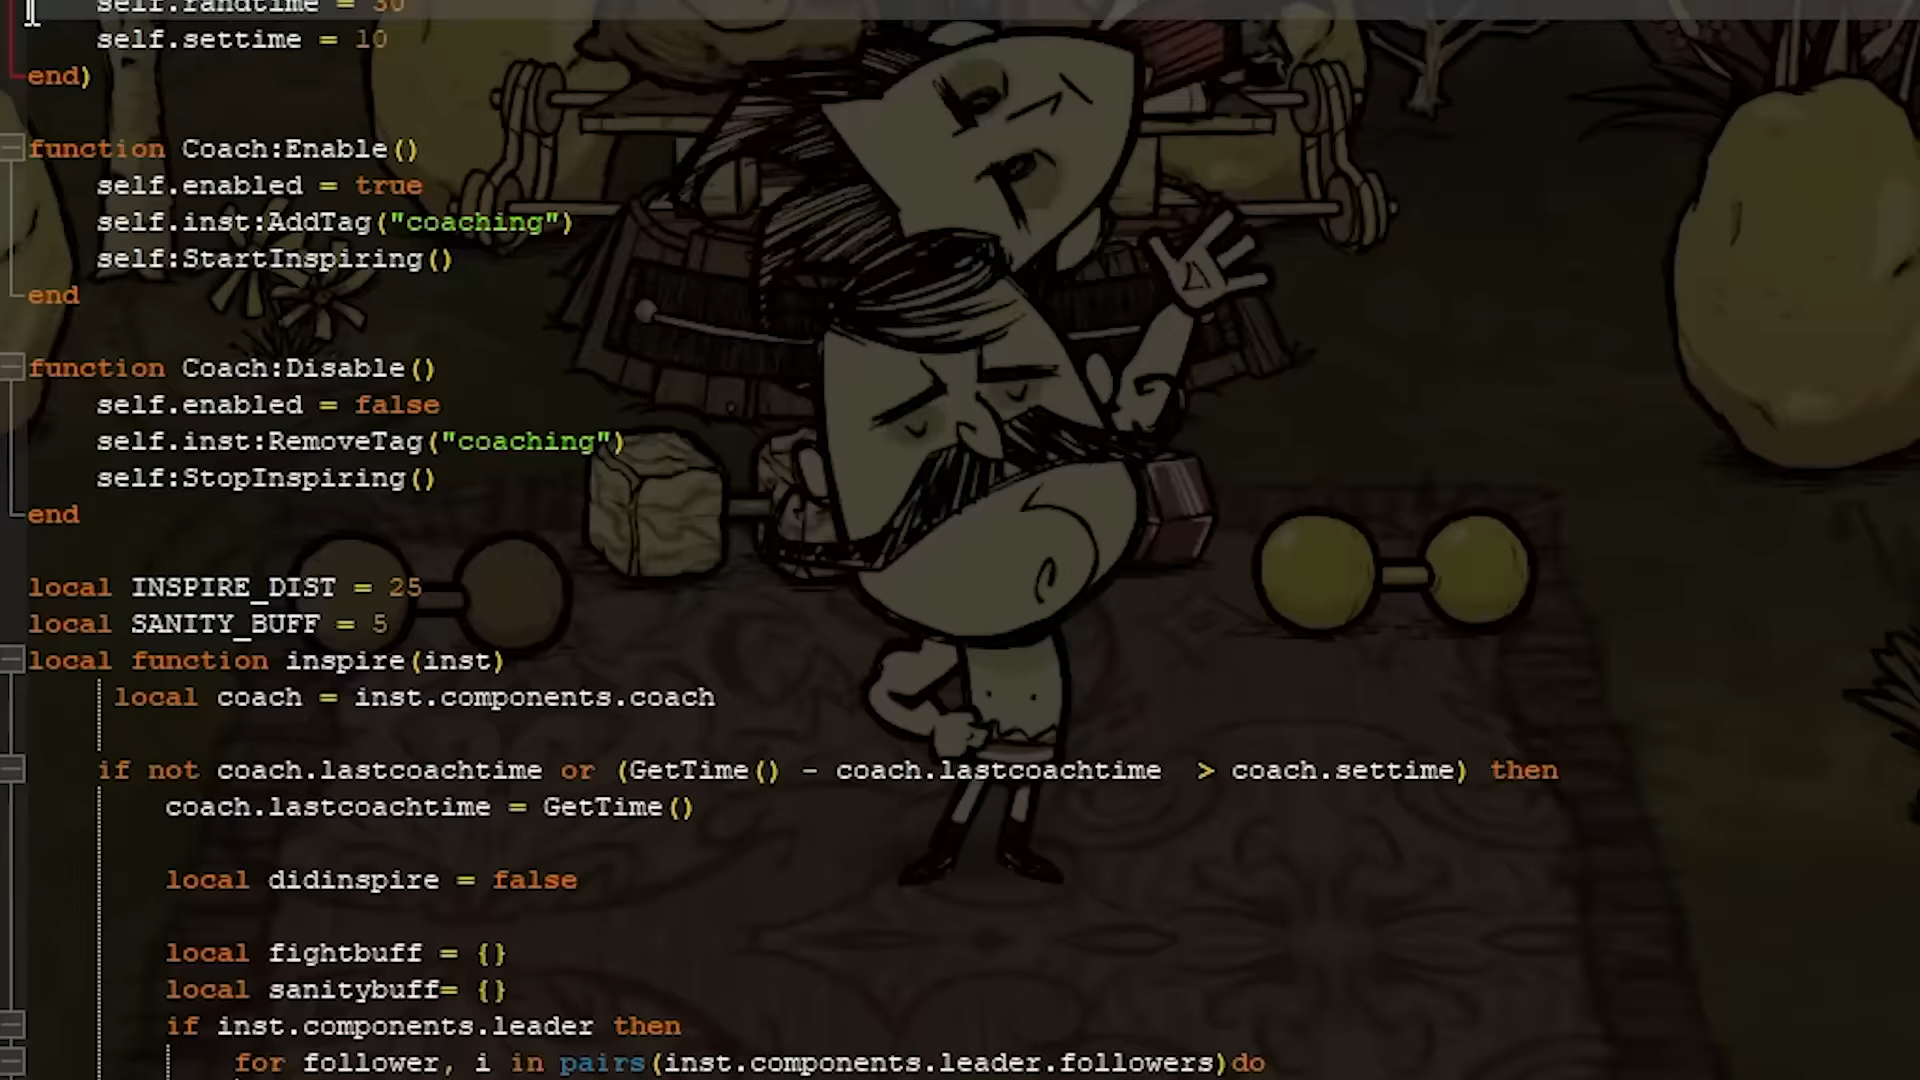 self.randtime = 30
self.settime = 10
end)
function Coach:Enable()
self.enabled = true
self.inst:AddTag("coaching")
self:StartInspiring()
end
function Coach:Disable()
self.enabled = false
self.inst:RemoveTag("coaching")
self:StopInspiring()
end
local INSPIRE_DIST = 25
local SANITY_BUFF = 5
local function inspire(inst)
local coach = inst.components.coach
if not coach.lastcoachtime or (GetTime() - coach.lastcoachtime  > coach.settime) then
coach.lastcoachtime = GetTime()
local didinspire = false
local fightbuff = {}
local sanitybuff= {}
if inst.components.leader then
for follower, i in pairs(inst.components.leader.followers)do